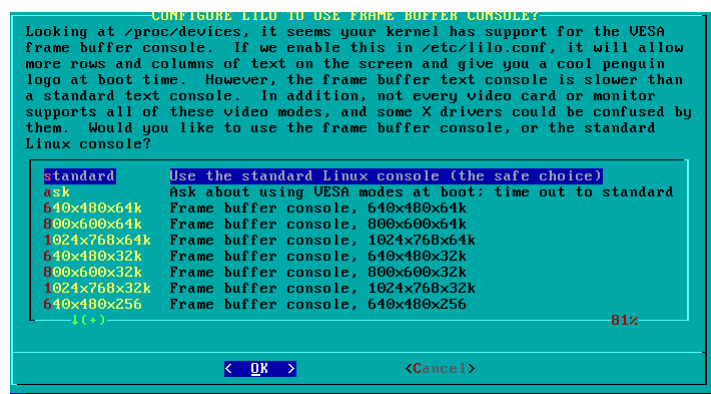 CONFIGURE LILO TO USE FRAME BUFFER CONSOLE?
Looking at /proc/devices, it seems your kernel has support for the VESA
frame buffer console.  If we enable this in /etc/lilo.conf, it will allow
more rows and columns of text on the screen and give you a cool penguin
logo at boot time.  However, the frame buffer text console is slower than
a standard text console.  In addition, not every video card or monitor
supports all of these video modes, and some X drivers could be confused by
them.  Would you like to use the frame buffer console, or the standard
Linux console?
standard Use the standard Linux console (the safe choice)
ask Ask about using VESA modes at boot; time out to standard
640x480x64k Frame buffer console, 640x480x64k
800x600x64k Frame buffer console, 800x600x64k
1024x768x64k Frame buffer console, 1024x768x64k
640x480x32k Frame buffer console, 640x480x32k
800x600x32k Frame buffer console, 800x600x32k
1024x768x32k Frame buffer console, 1024x768x32k
640x480x256 Frame buffer console, 640x480x256
↓(+) 81%
< OK > <Cancel>